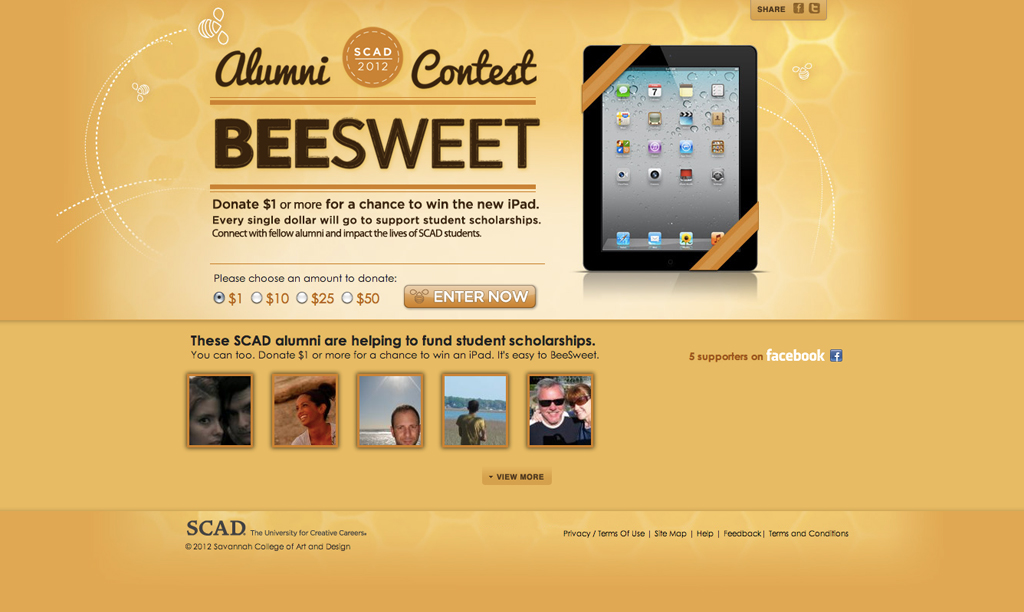 SHARE
Alumni SCAD 2012 Contest
BEESWEET
Donate $1 or more for a chance to win the new iPad.
Every single dollar will go to support student scholarships.
Connect with fellow alumni and impact the lives of SCAD students.
Please choose an amount to donate:
$1 $10 $25 $50 ENTER NOW
These SCAD alumni are helping to fund student scholarships.
You can too. Donate $1 or more for a chance to win an iPad. It's easy to BeeSweet.
5 supporters on facebook
VIEW MORE
SCAD. The University for Creative Careers.
Privacy / Terms Of Use | Site Map | Help | Feedback | Terms and Conditions
© 2012 Savannah College of Art and Design